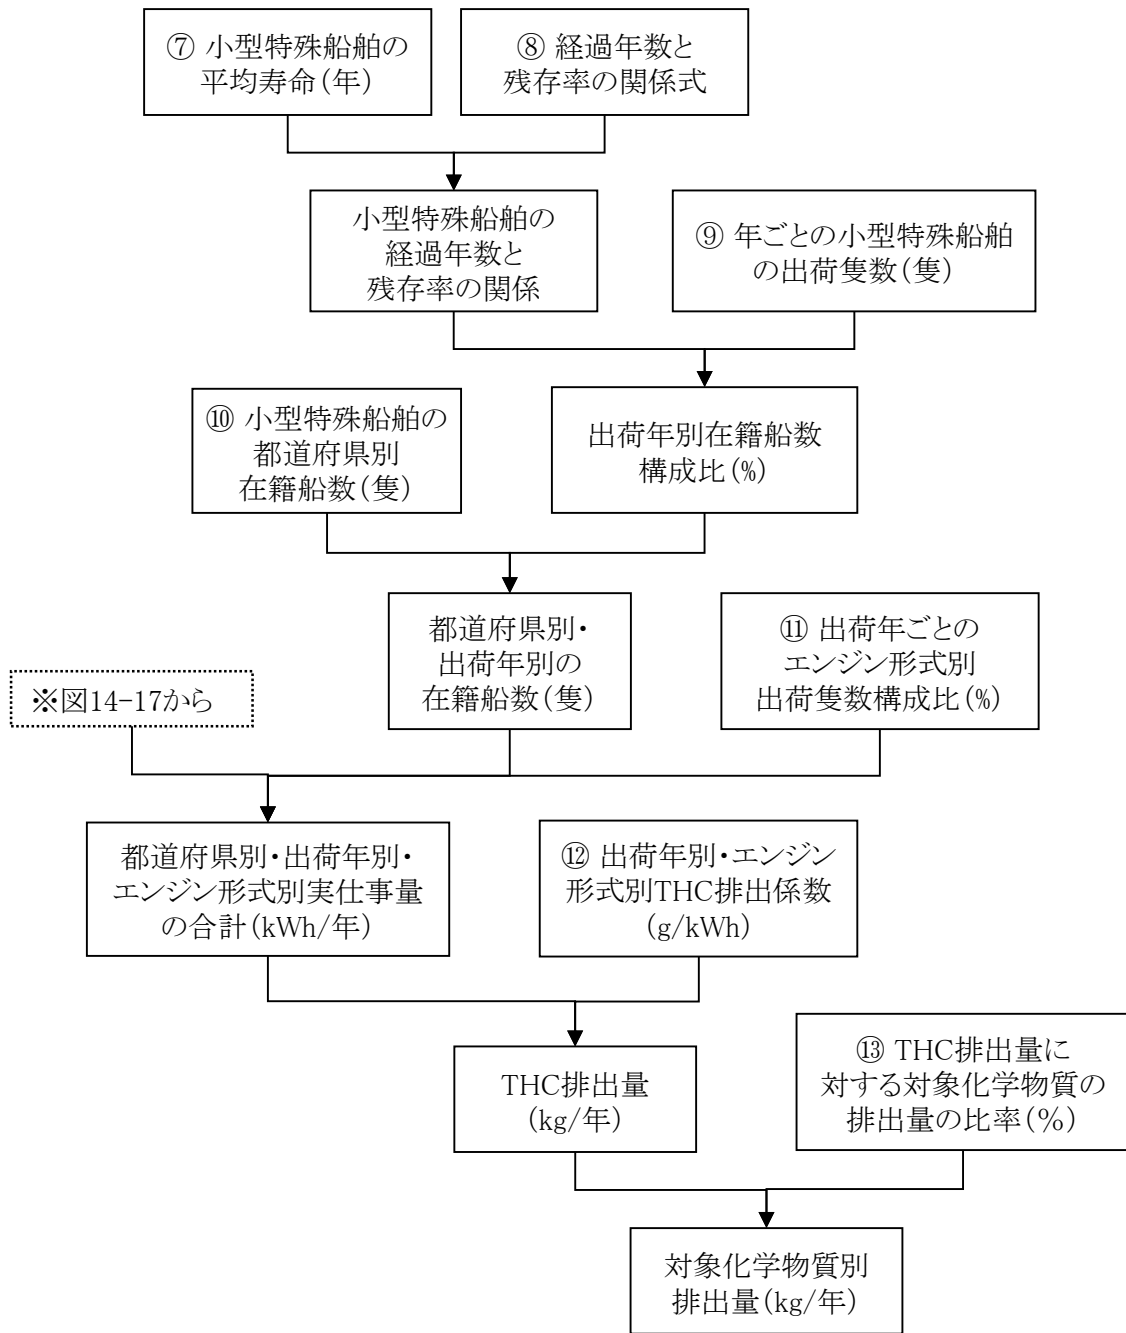 ⑦ 小型特殊船舶の
平均寿命(年)
⑧ 経過年数と
残存率の関係式
小型特殊船舶の
経過年数と
残存率の関係
⑨ 年ごとの小型特殊船舶
の出荷隻数(隻)
⑩ 小型特殊船舶の
都道府県別
在籍船数(隻)
出荷年別在籍船数
構成比(%)
都道府県別・
出荷年別の
在籍船数(隻)
⑪ 出荷年ごとの
エンジン形式別
出荷隻数構成比(%)
※図14-17から
都道府県別・出荷年別・
エンジン形式別実仕事量
の合計(kWh/年)
⑫ 出荷年別・エンジン
形式別THC排出係数
(g/kWh)
THC排出量
(kg/年)
⑬ THC排出量に
対する対象化学物質の
排出量の比率(%)
対象化学物質別
排出量(kg/年)